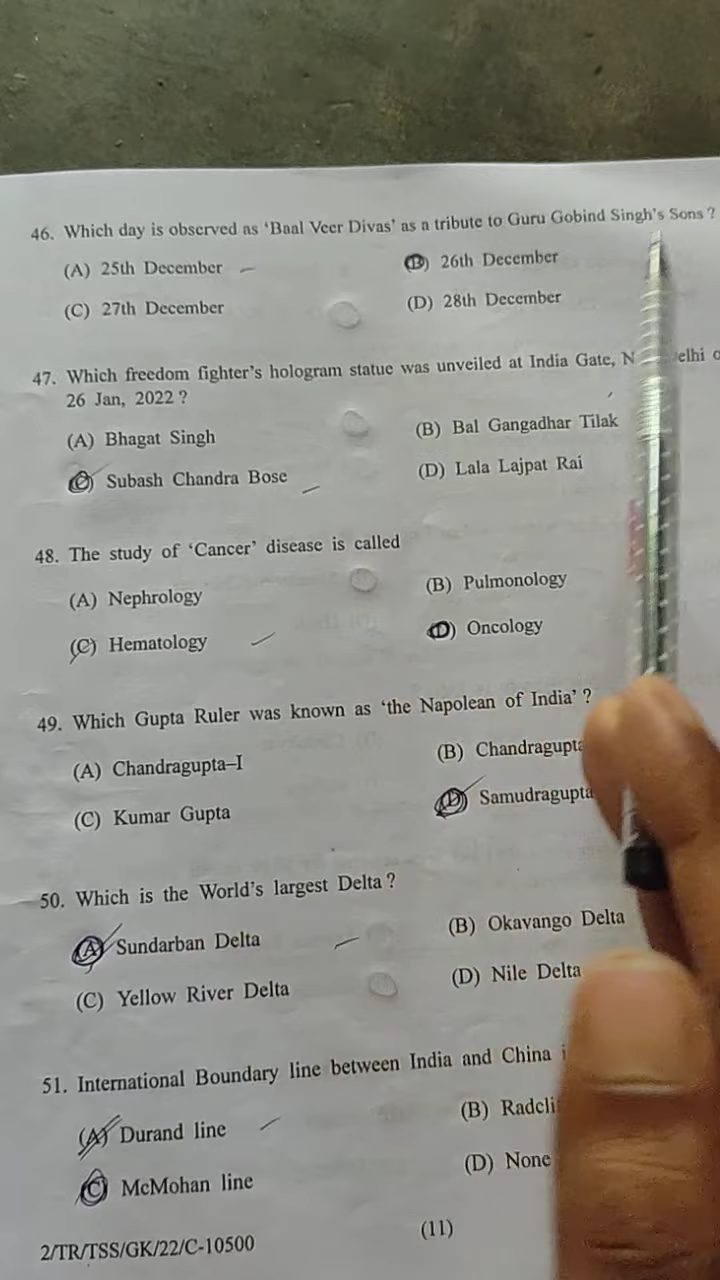 46. Which day is observed as 'Baal Veer Divas' as a tribute to Guru Gobind Singh's Sons ?
(A) 25th December (B) 26th December
(C) 27th December (D) 28th December
47. Which freedom fighter's hologram statue was unveiled at India Gate,
26 Jan, 2022 ?
(A) Bhagat Singh (B) Bal Gangadhar Tilak
(C) Subash Chandra Bose (D) Lala Lajpat Rai
48. The study of 'Cancer' disease is called
(A) Nephrology (B) Pulmonology
(C) Hematology (D) Oncology
49. Which Gupta Ruler was known as 'the Napolean of India' ?
(A) Chandragupta–I (B) Chandragupta
(C) Kumar Gupta (D) Samudragupta
50. Which is the World's largest Delta ?
(A) Sundarban Delta (B) Okavango Delta
(C) Yellow River Delta (D) Nile Delta
51. International Boundary line between India and China
(A) Durand line (B)
(C) McMohan line (D) None
2/TR/TSS/GK/22/C-10500 (11)